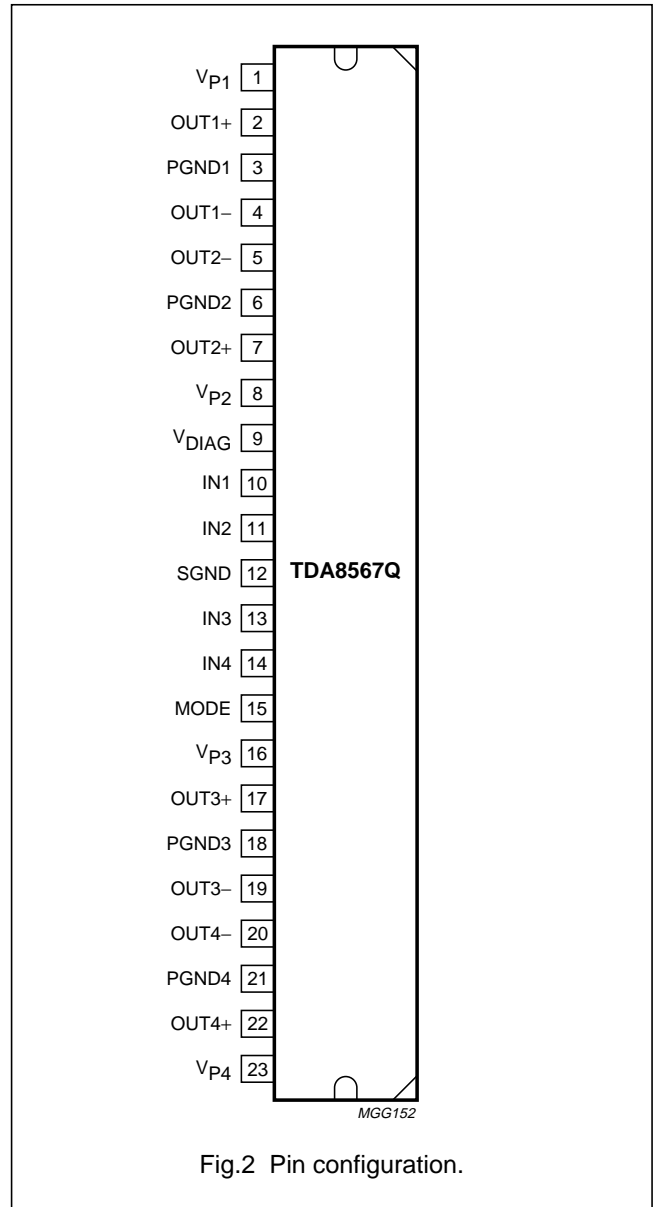 VP1 1
OUT1+ 2
PGND1 3
OUT1− 4
OUT2− 5
PGND2 6
OUT2+ 7
VP2 8
VDIAG 9
IN1 10
IN2 11
SGND 12 TDA8567Q
IN3 13
IN4 14
MODE 15
VP3 16
OUT3+ 17
PGND3 18
OUT3− 19
OUT4− 20
PGND4 21
OUT4+ 22
VP4 23
MGG152
Fig.2 Pin configuration.